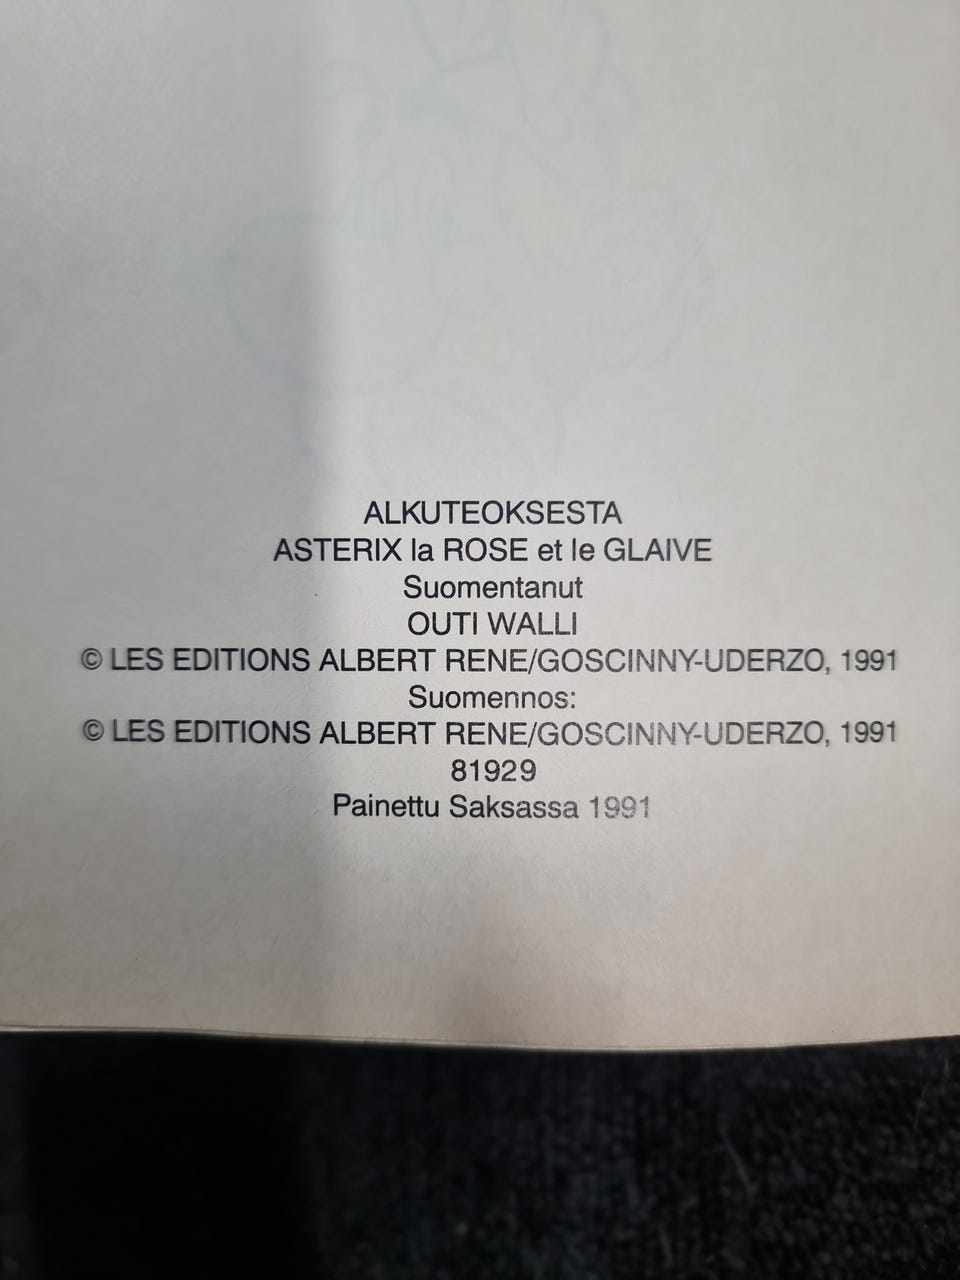 ALKUTEOKSESTA
ASTERIX la ROSE et le GLAIVE
Suomentanut
OUTI WALLI
© LES EDITIONS ALBERT RENE/GOSCINNY-UDERZO, 1991
Suomennos:
© LES EDITIONS ALBERT RENE/GOSCINNY-UDERZO, 1991
81929
Painettu Saksassa 1991